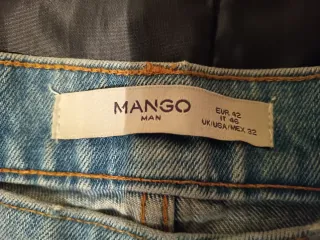 MANGO
MAN
EUR 42
IT 46
UK/USA/MEX 32